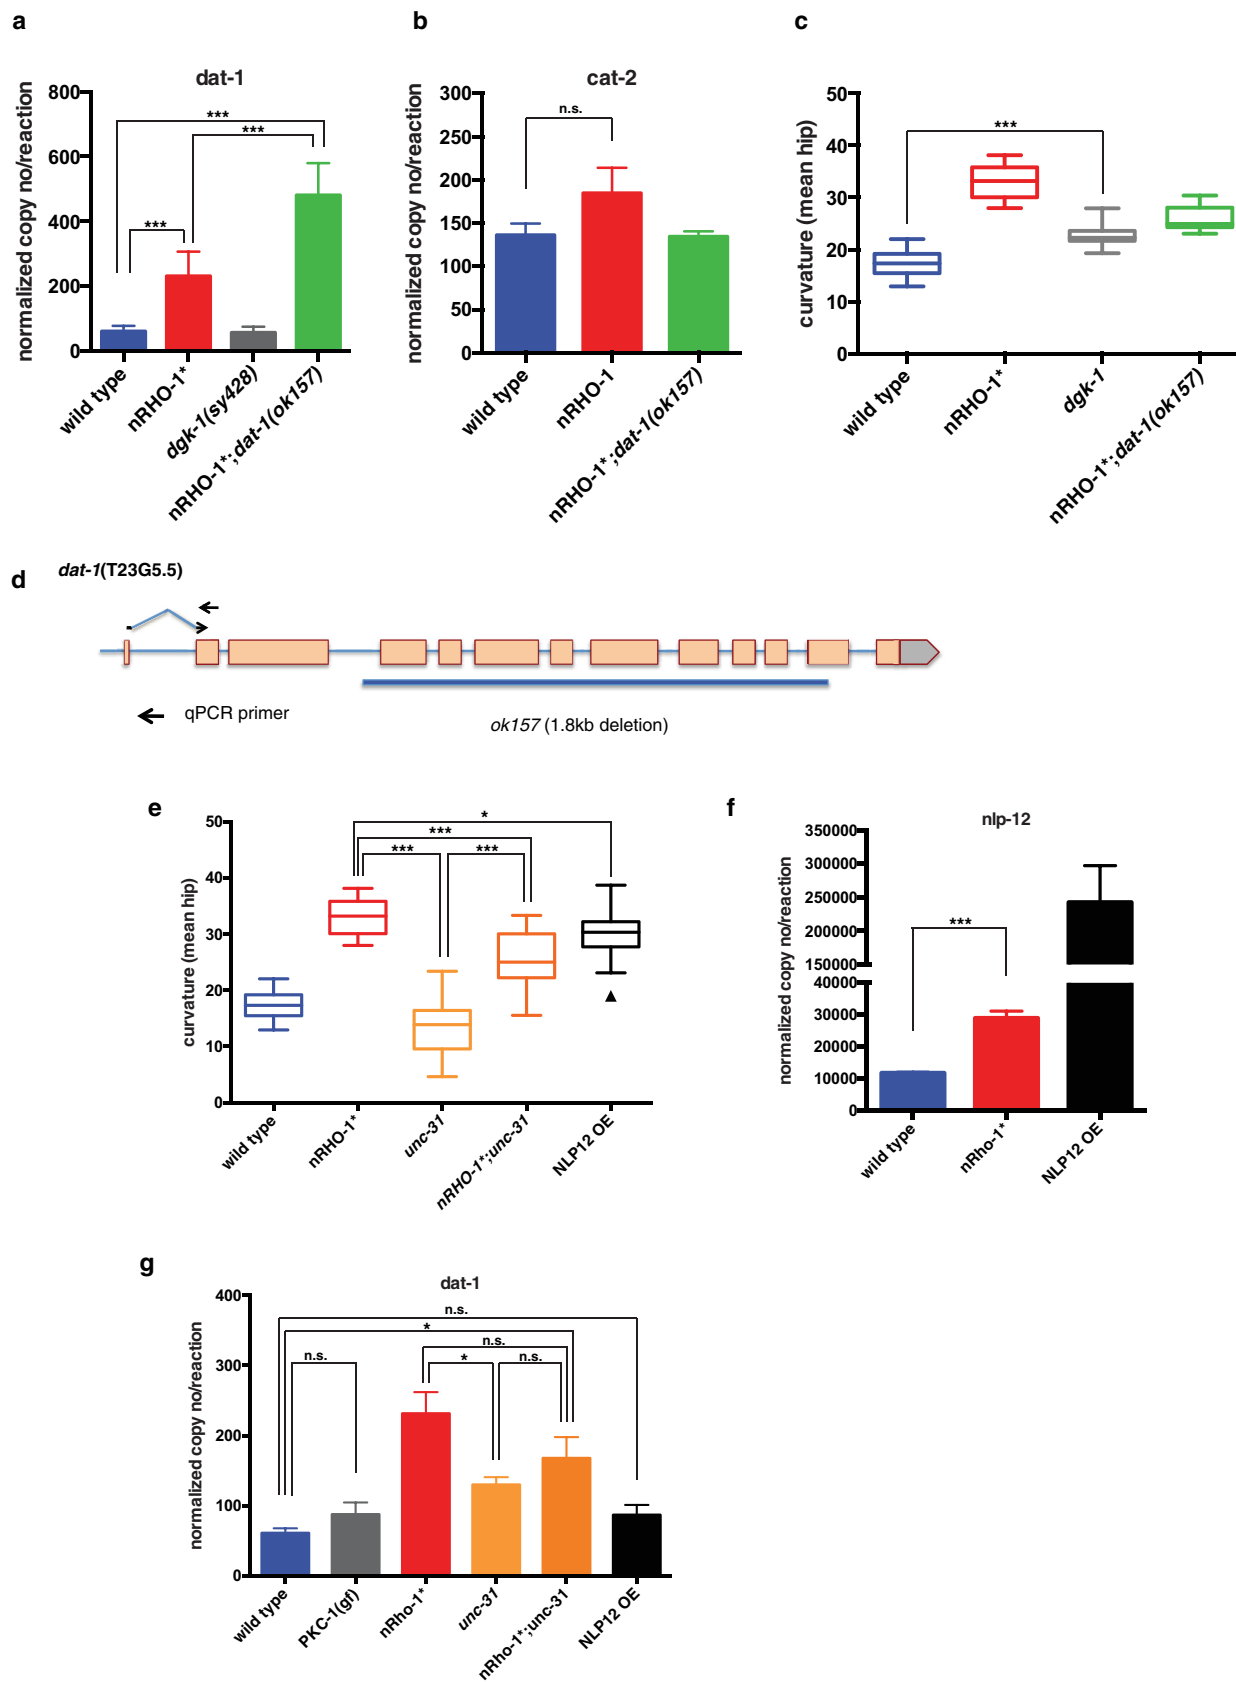 a
dat-1
normalized copy no/reaction
800
600
400
200
0
***
***
***
wild type
nRHO-1*
dgk-1(sy428)
nRHO-1*;dat-1(ok157)
b
cat-2
normalized copy no/reaction
300
250
200
150
100
50
0
n.s.
wild type
nRHO-1
nRHO-1*;dat-1(ok157)
c
curvature (mean hip)
50
40
30
20
10
0
***
wild type
nRHO-1*
dgk-1
nRHO-1*;dat-1(ok157)
d
dat-1(T23G5.5)
qPCR primer
ok157 (1.8kb deletion)
e
curvature (mean hip)
50
40
30
20
10
0
*
***
***
***
wild type
nRHO-1*
unc-31
nRHO-1*;unc-31
NLP12 OE
f
nlp-12
normalized copy no/reaction
350000
300000
250000
200000
150000
40000
30000
20000
10000
0
***
wild type
nRho-1*
NLP12 OE
g
dat-1
normalized copy no/reaction
400
300
200
100
0
n.s.
*
n.s.
n.s.
*
n.s.
wild type
PKC-1(gf)
nRho-1*
unc-31
nRho-1*;unc-31
NLP12 OE